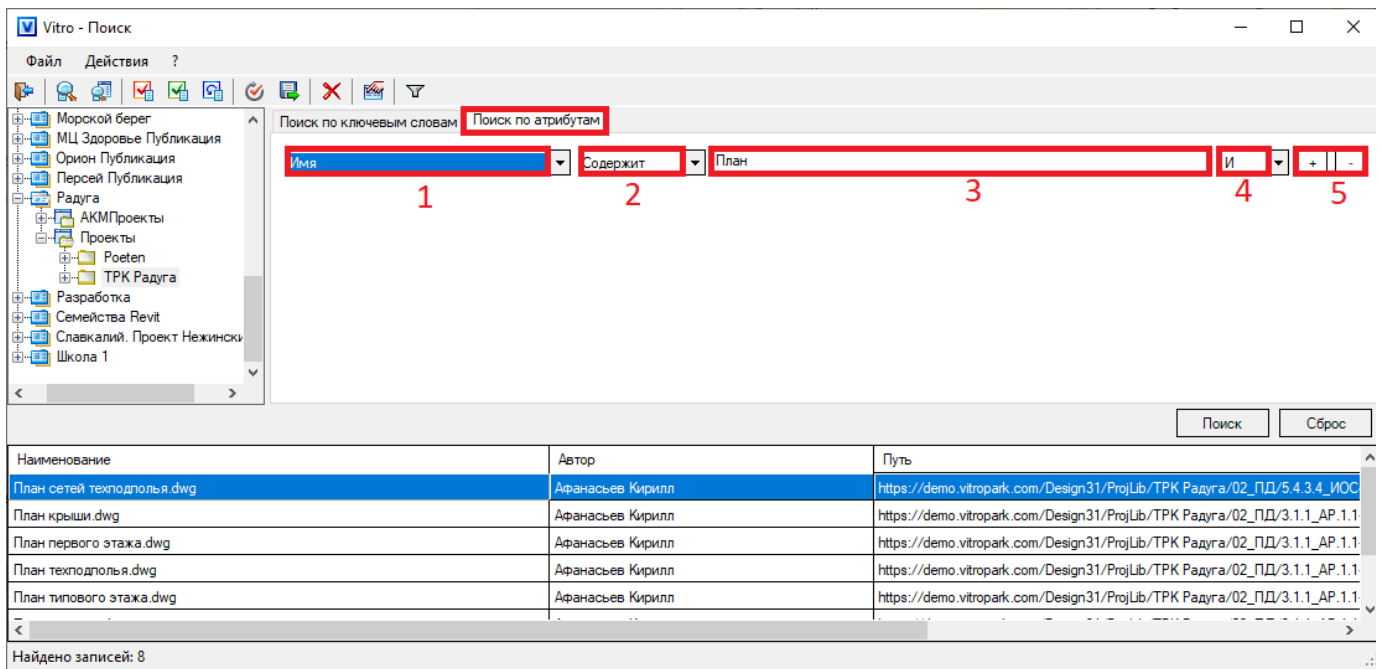 Vitro - Поиск
Файл Действия ?
Морской берег
МЦ Здоровье Публикация
Орион Публикация
Персей Публикация
Радуга
АКМПроекты
Проекты
Poeten
ТРК Радуга
Разработка
Семейства Revit
Славкалий. Проект Нежински
Школа 1
Поиск по ключевым словам Поиск по атрибутам
Имя Содержит План И + -
1 2 3 4 5
Поиск Сброс
Наименование Автор Путь
План сетей техподполья.dwg Афанасьев Кирилл https://demo.vitropark.com/Design31/ProjLib/ТРК Радуга/02_ПД/5.4.3.4_ИОС
План крыши.dwg Афанасьев Кирилл https://demo.vitropark.com/Design31/ProjLib/ТРК Радуга/02_ПД/3.1.1_АР.1.1-
План первого этажа.dwg Афанасьев Кирилл https://demo.vitropark.com/Design31/ProjLib/ТРК Радуга/02_ПД/3.1.1_АР.1.1-
План техподполья.dwg Афанасьев Кирилл https://demo.vitropark.com/Design31/ProjLib/ТРК Радуга/02_ПД/3.1.1_АР.1.1-
План типового этажа.dwg Афанасьев Кирилл https://demo.vitropark.com/Design31/ProjLib/ТРК Радуга/02_ПД/3.1.1_АР.1.1-
Найдено записей: 8